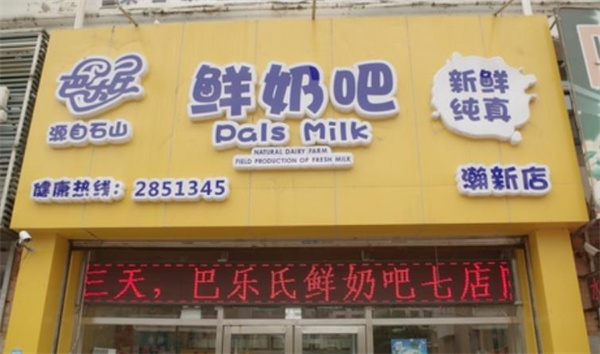 巴乐氏
源自石山
鲜奶吧
Pals Milk
NATURAL DAIRY FARM
FIELD PRODUCTION OF FRESH MILK
新鲜
纯真
健康热线：2851345
瀚新店
三天，巴乐氏鲜奶吧七店